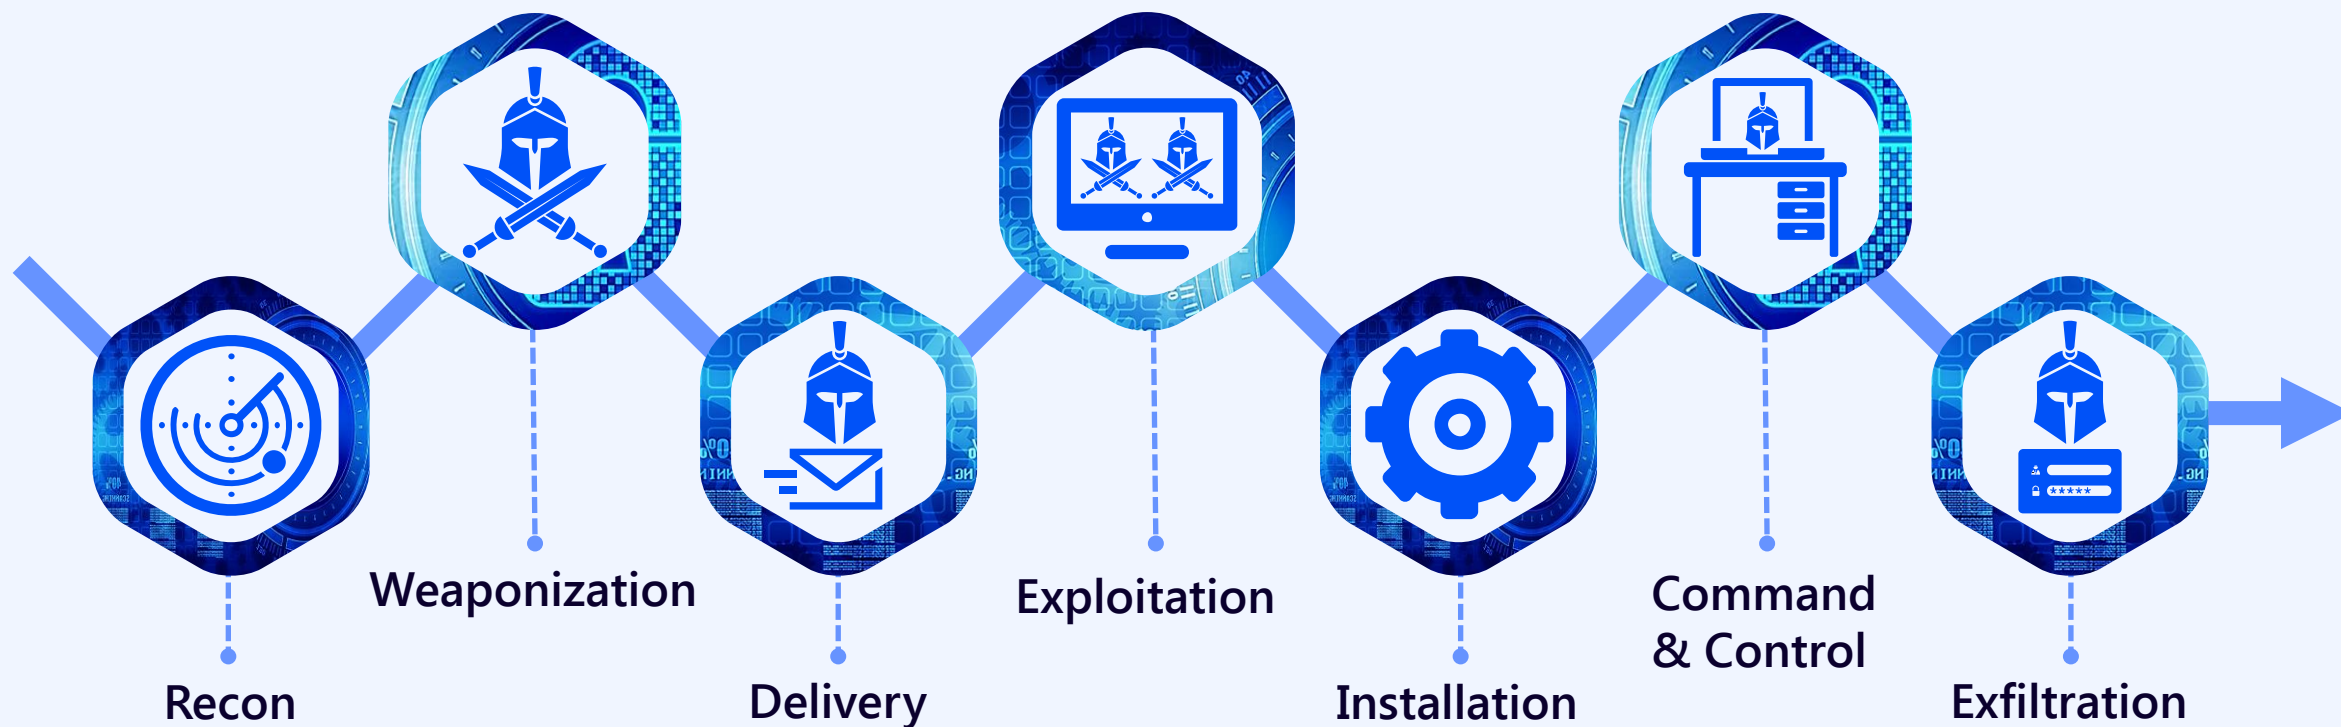 Recon
Weaponization
Delivery
Exploitation
Installation
Command
& Control
Exfiltration
*****